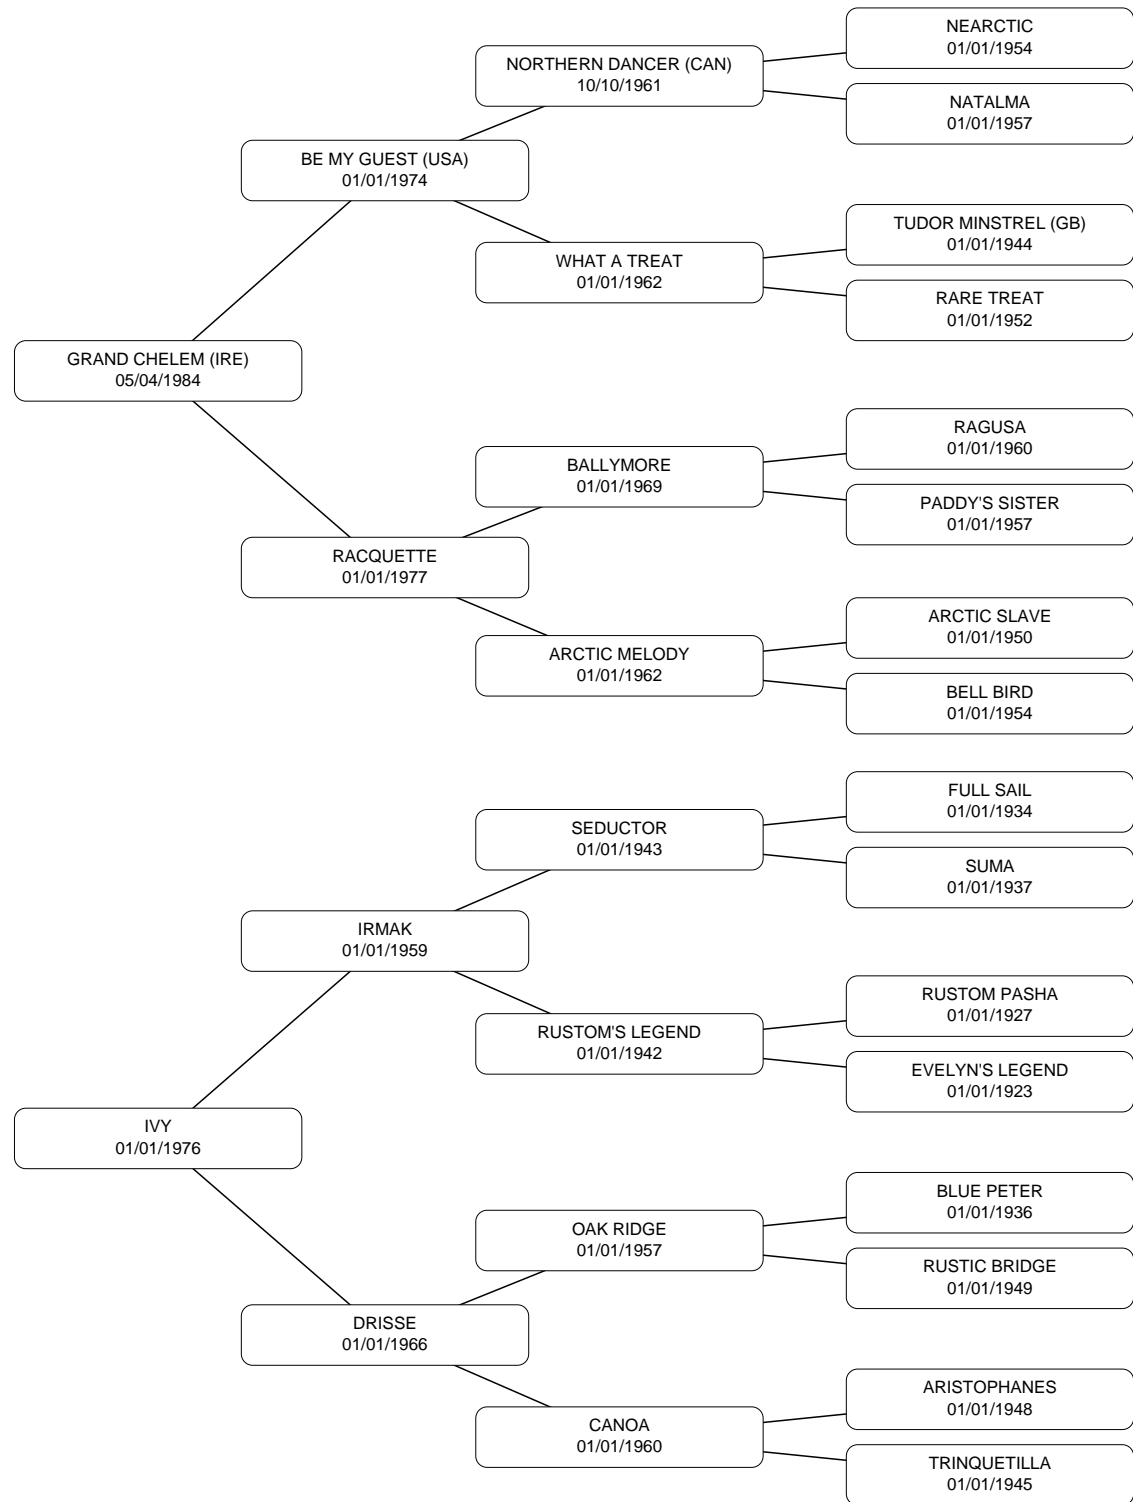 NEARCTIC
01/01/1954
NORTHERN DANCER (CAN)
10/10/1961
NATALMA
01/01/1957
BE MY GUEST (USA)
01/01/1974
TUDOR MINSTREL (GB)
01/01/1944
WHAT A TREAT
01/01/1962
RARE TREAT
01/01/1952
GRAND CHELEM (IRE)
05/04/1984
RAGUSA
01/01/1960
BALLYMORE
01/01/1969
PADDY'S SISTER
01/01/1957
RACQUETTE
01/01/1977
ARCTIC SLAVE
01/01/1950
ARCTIC MELODY
01/01/1962
BELL BIRD
01/01/1954
FULL SAIL
01/01/1934
SEDUCTOR
01/01/1943
SUMA
01/01/1937
IRMAK
01/01/1959
RUSTOM PASHA
01/01/1927
RUSTOM'S LEGEND
01/01/1942
EVELYN'S LEGEND
01/01/1923
IVY
01/01/1976
BLUE PETER
01/01/1936
OAK RIDGE
01/01/1957
RUSTIC BRIDGE
01/01/1949
DRISSE
01/01/1966
ARISTOPHANES
01/01/1948
CANOA
01/01/1960
TRINQUETILLA
01/01/1945